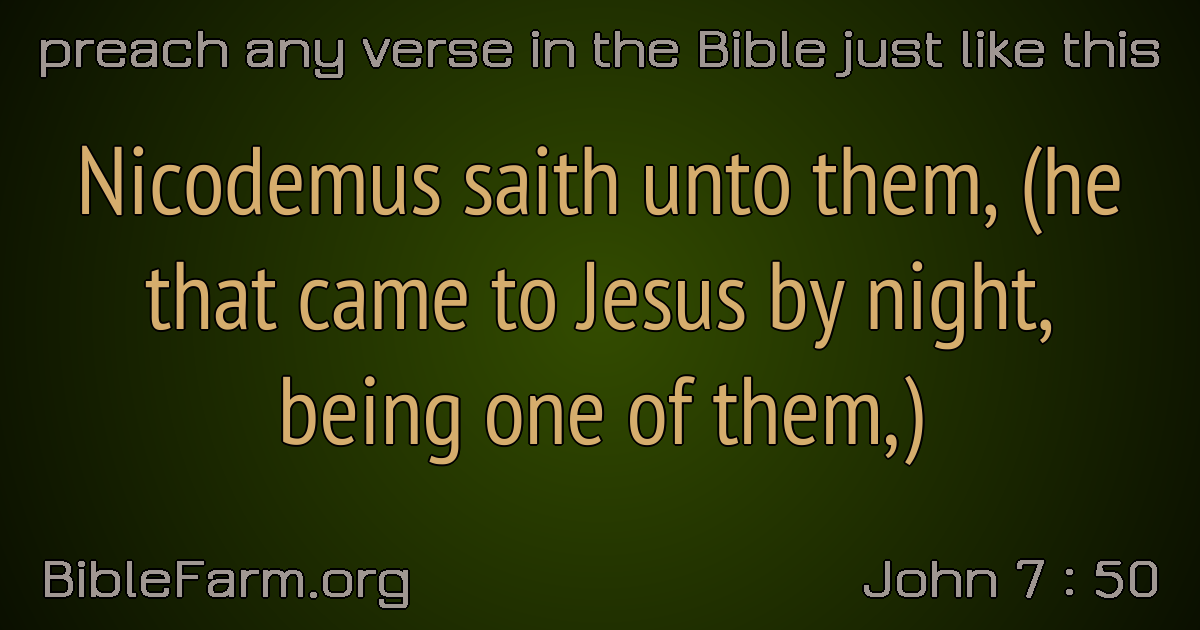 preach any verse in the Bible just like this
Nicodemus saith unto them, (he
that came to Jesus by night,
being one of them,)
BibleFarm.org
John 7 : 50